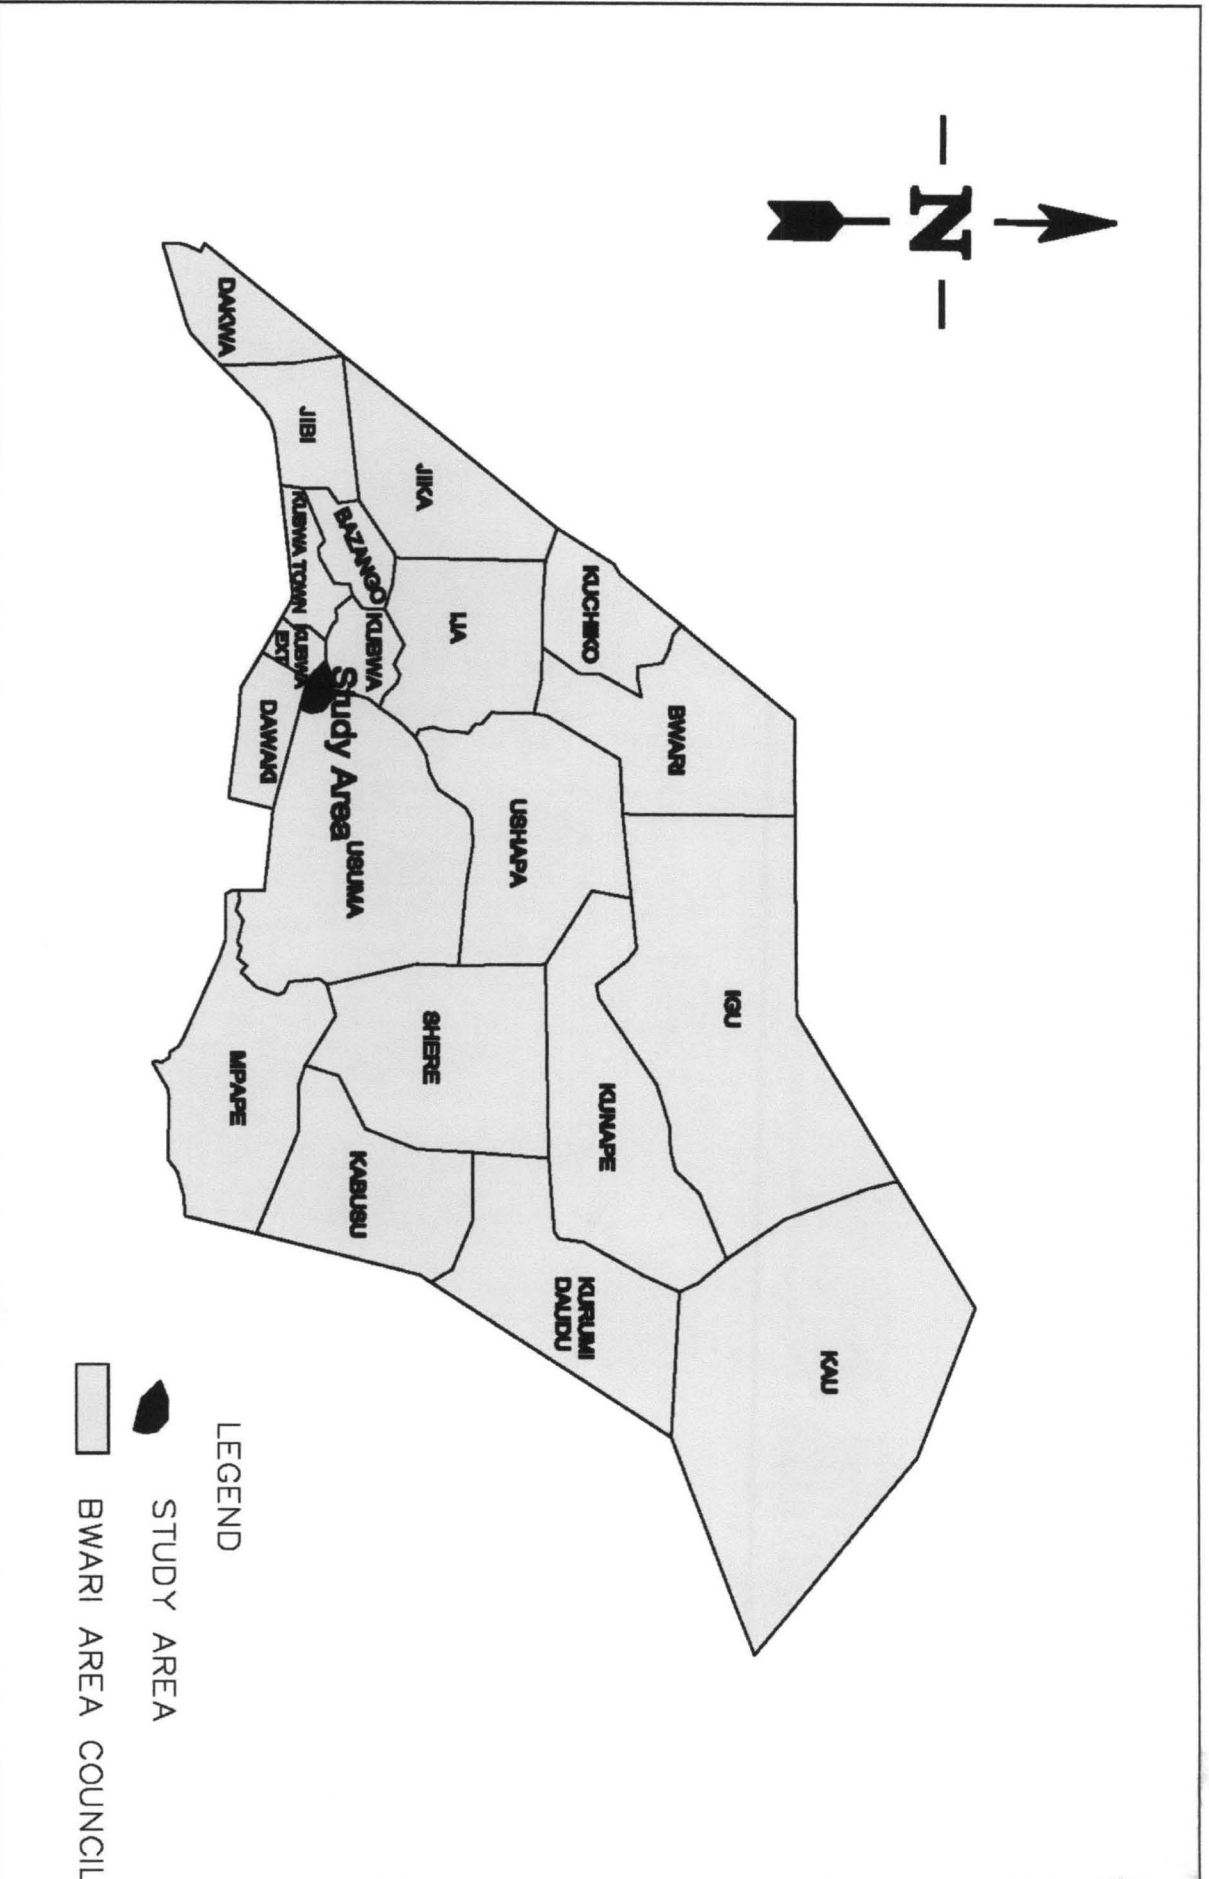 N
DAKWA
JIBI
JIKA
BAZANGO
KUBWA TOWN
KUBWA
EXT
KUBWA
IJA
KUCHIKO
BWARI
DAWAKI
Study Area
USUMA
USHAPA
IGU
SHERE
KUNAPE
MPAPE
KABUSU
KURUMI
DAUDU
KAU
LEGEND
STUDY AREA
BWARI AREA COUNCIL